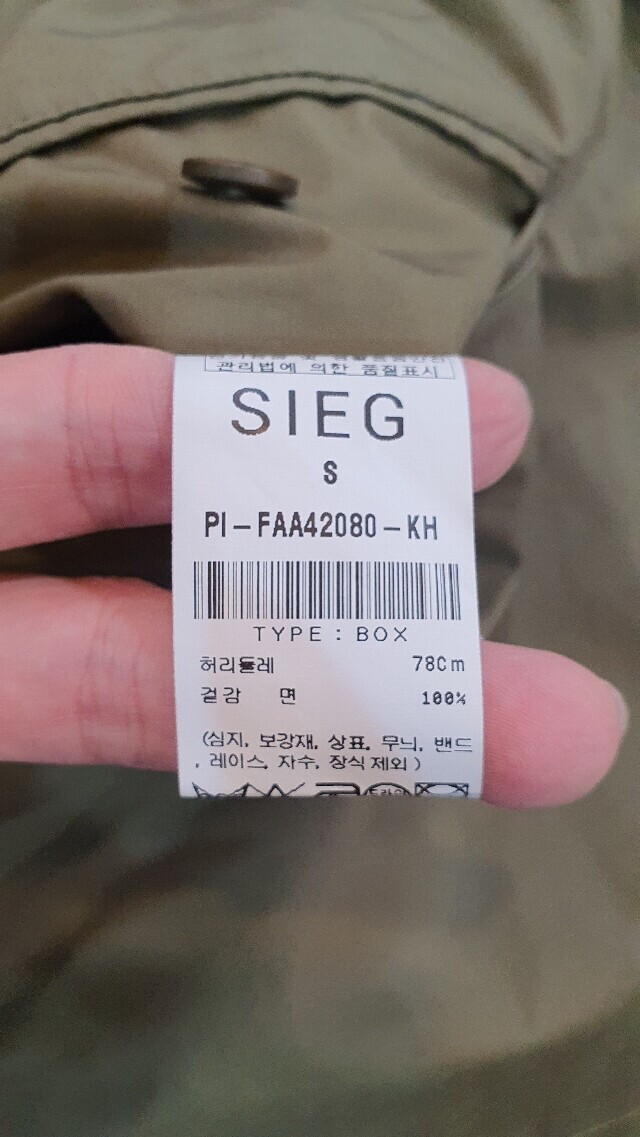 관리법에 의한 품질표시
SIEG
S
PI-FAA42080-KH
TYPE : BOX
허리둘레 78Cm
겉감 면 100%
(심지, 보강재, 상표, 무늬, 밴드
, 레이스, 자수, 장식 제외)